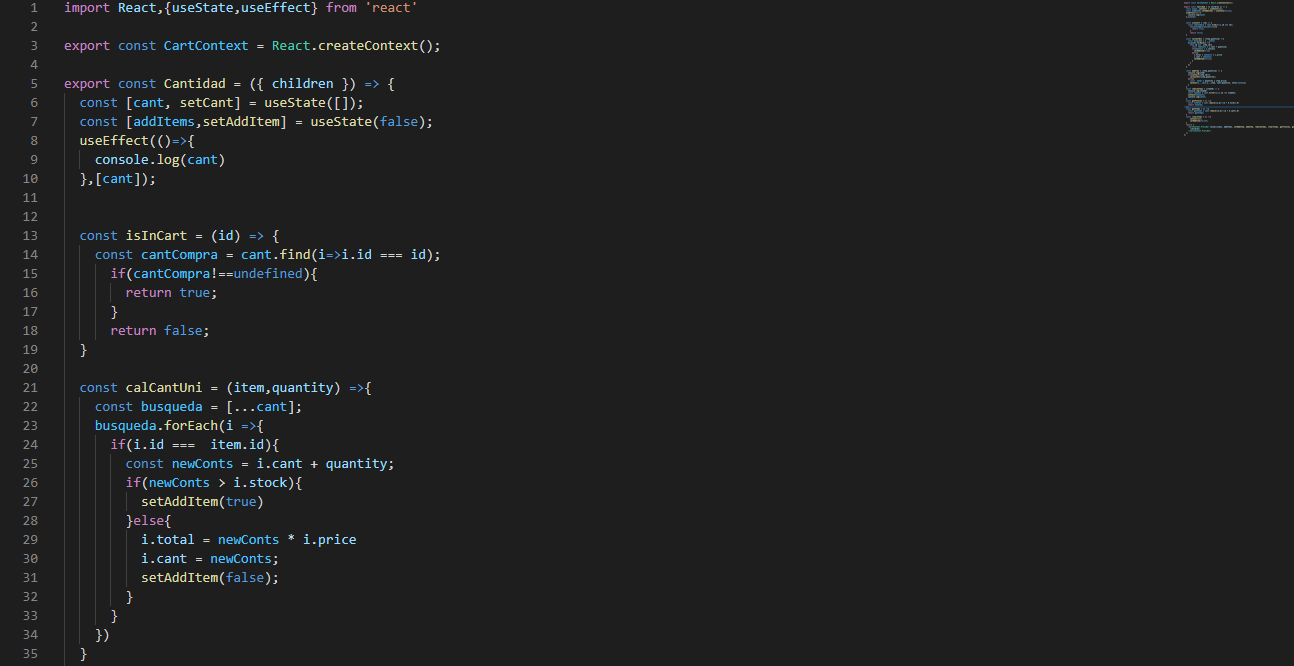 1 import React,{useState,useEffect} from 'react'
2
3 export const CartContext = React.createContext();
4
5 export const Cantidad = ({ children }) => {
6 const [cant, setCant] = useState([]);
7 const [addItems,setAddItem] = useState(false);
8 useEffect(()=>{
9 console.log(cant)
10 },[cant]);
11
12
13 const isInCart = (id) => {
14 const cantCompra = cant.find(i=>i.id === id);
15 if(cantCompra!==undefined){
16 return true;
17 }
18 return false;
19 }
20
21 const calCantUni = (item,quantity) =>{
22 const busqueda = [...cant];
23 busqueda.forEach(i =>{
24 if(i.id ===  item.id){
25 const newConts = i.cant + quantity;
26 if(newConts > i.stock){
27 setAddItem(true)
28 }else{
29 i.total = newConts * i.price
30 i.cant = newConts;
31 setAddItem(false);
32 }
33 }
34 })
35 }